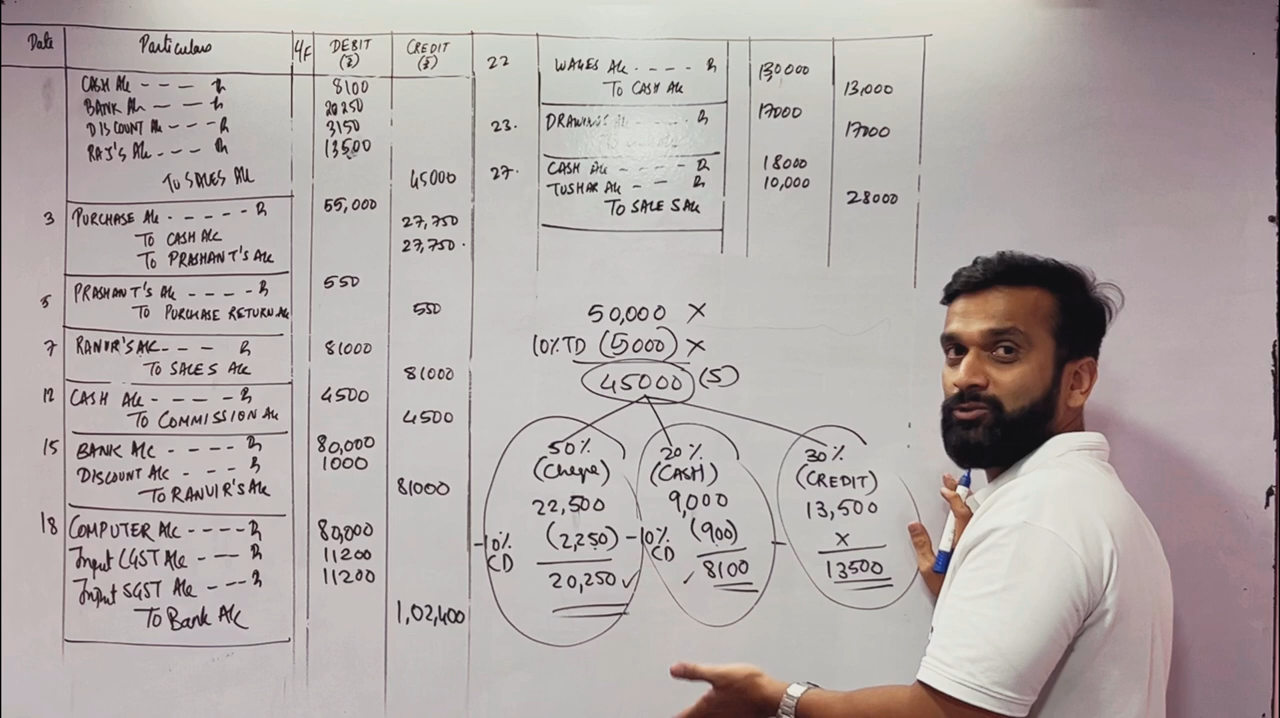 Date Particulars L/F DEBIT (₹) CREDIT (₹)
CASH A/c - - - Dr 8100
BANK A/c - - - Dr 20250
DISCOUNT A/c - - - Dr 3150
RAJ'S A/c - - - Dr 13500
TO SALES A/c 45000
3 PURCHASE A/c - - - - - Dr 55,000
TO CASH A/c 27,750
TO PRASHANT'S A/c 27,750
5 PRASHANT'S A/c - - - - Dr 550
TO PURCHASE RETURN A/c 550
7 RANVIR'S A/c - - - Dr 81000
TO SALES A/c 81000
12 CASH A/c - - - - Dr 4500
TO COMMISSION A/c 4500
15 BANK A/c - - - - Dr 80,000
DISCOUNT A/c - - - Dr 1000
TO RANVIR'S A/c 81000
18 COMPUTER A/c - - - - Dr 80,000
Input CGST A/c - - - Dr 11200
Input SGST A/c - - - Dr 11200
To Bank A/c 1,02,400
22 WAGES A/c - - - - Dr 130000
TO CASH A/c 13,000
23. DRAWINGS A/c Dr 17000
17000
27. CASH A/c - - - - - Dr 18000
TUSHAR A/c - - Dr 10,000
TO SALES A/c 28000
50,000 X
10% TD (5000) X
45000 (S)
50% 20% 30%
(Cheque) (CASH) (CREDIT)
22,500 9,000 13,500
-10% CD (2,250) -10% CD (900) - X
20,250 ✓ ✓ 8100 13500